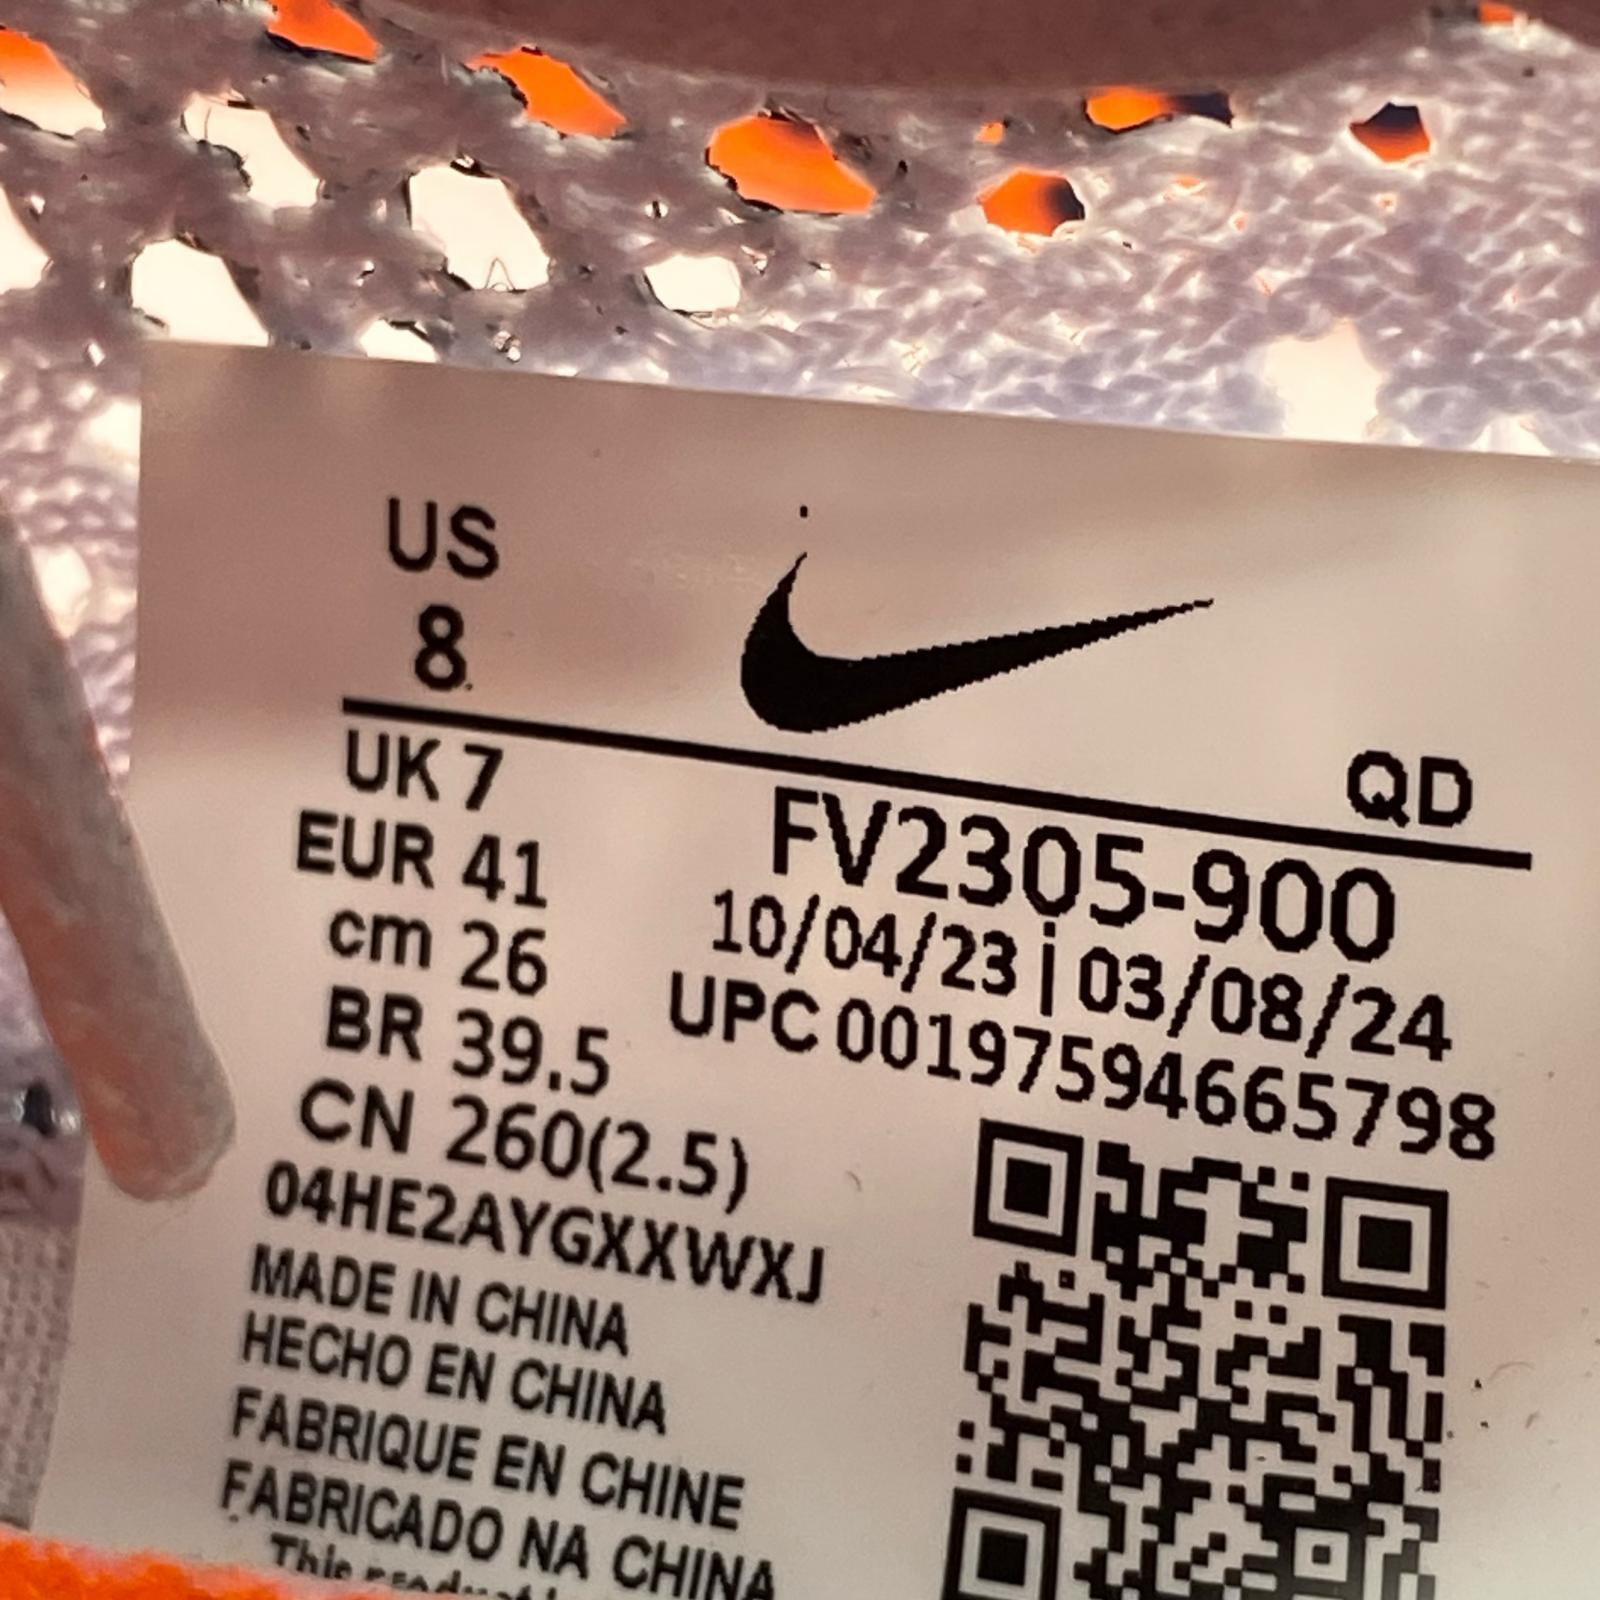 US
8
QD
UK 7
FV2305-900
EUR 41
10/04/23 | 03/08/24
cm 26
UPC 00197594665798
BR 39.5
CN 260(2.5)
04HE2AYGXXWXJ
MADE IN CHINA
HECHO EN CHINA
FABRIQUE EN CHINE
FABRICADO NA CHINA
This product